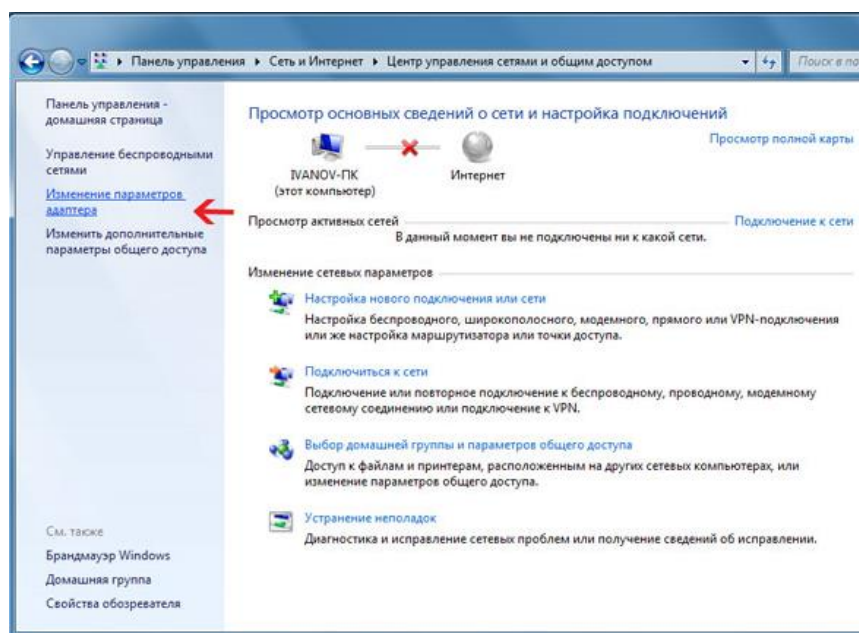 Панель управления ▸ Сеть и Интернет ▸ Центр управления сетями и общим доступом
Поиск в по
Панель управления -
домашняя страница
Управление беспроводными
сетями
Изменение параметров
адаптера
Изменить дополнительные
параметры общего доступа
См. также
Брандмауэр Windows
Домашняя группа
Свойства обозревателя
Просмотр основных сведений о сети и настройка подключений
Просмотр полной карты
IVANOV-ПК
(этот компьютер)
Интернет
Просмотр активных сетей
Подключение к сети
В данный момент вы не подключены ни к какой сети.
Изменение сетевых параметров
Настройка нового подключения или сети
Настройка беспроводного, широкополосного, модемного, прямого или VPN-подключения
или же настройка маршрутизатора или точки доступа.
Подключиться к сети
Подключение или повторное подключение к беспроводному, проводному, модемному
сетевому соединению или подключение к VPN.
Выбор домашней группы и параметров общего доступа
Доступ к файлам и принтерам, расположенным на других сетевых компьютерах, или
изменение параметров общего доступа.
Устранение неполадок
Диагностика и исправление сетевых проблем или получение сведений об исправлении.